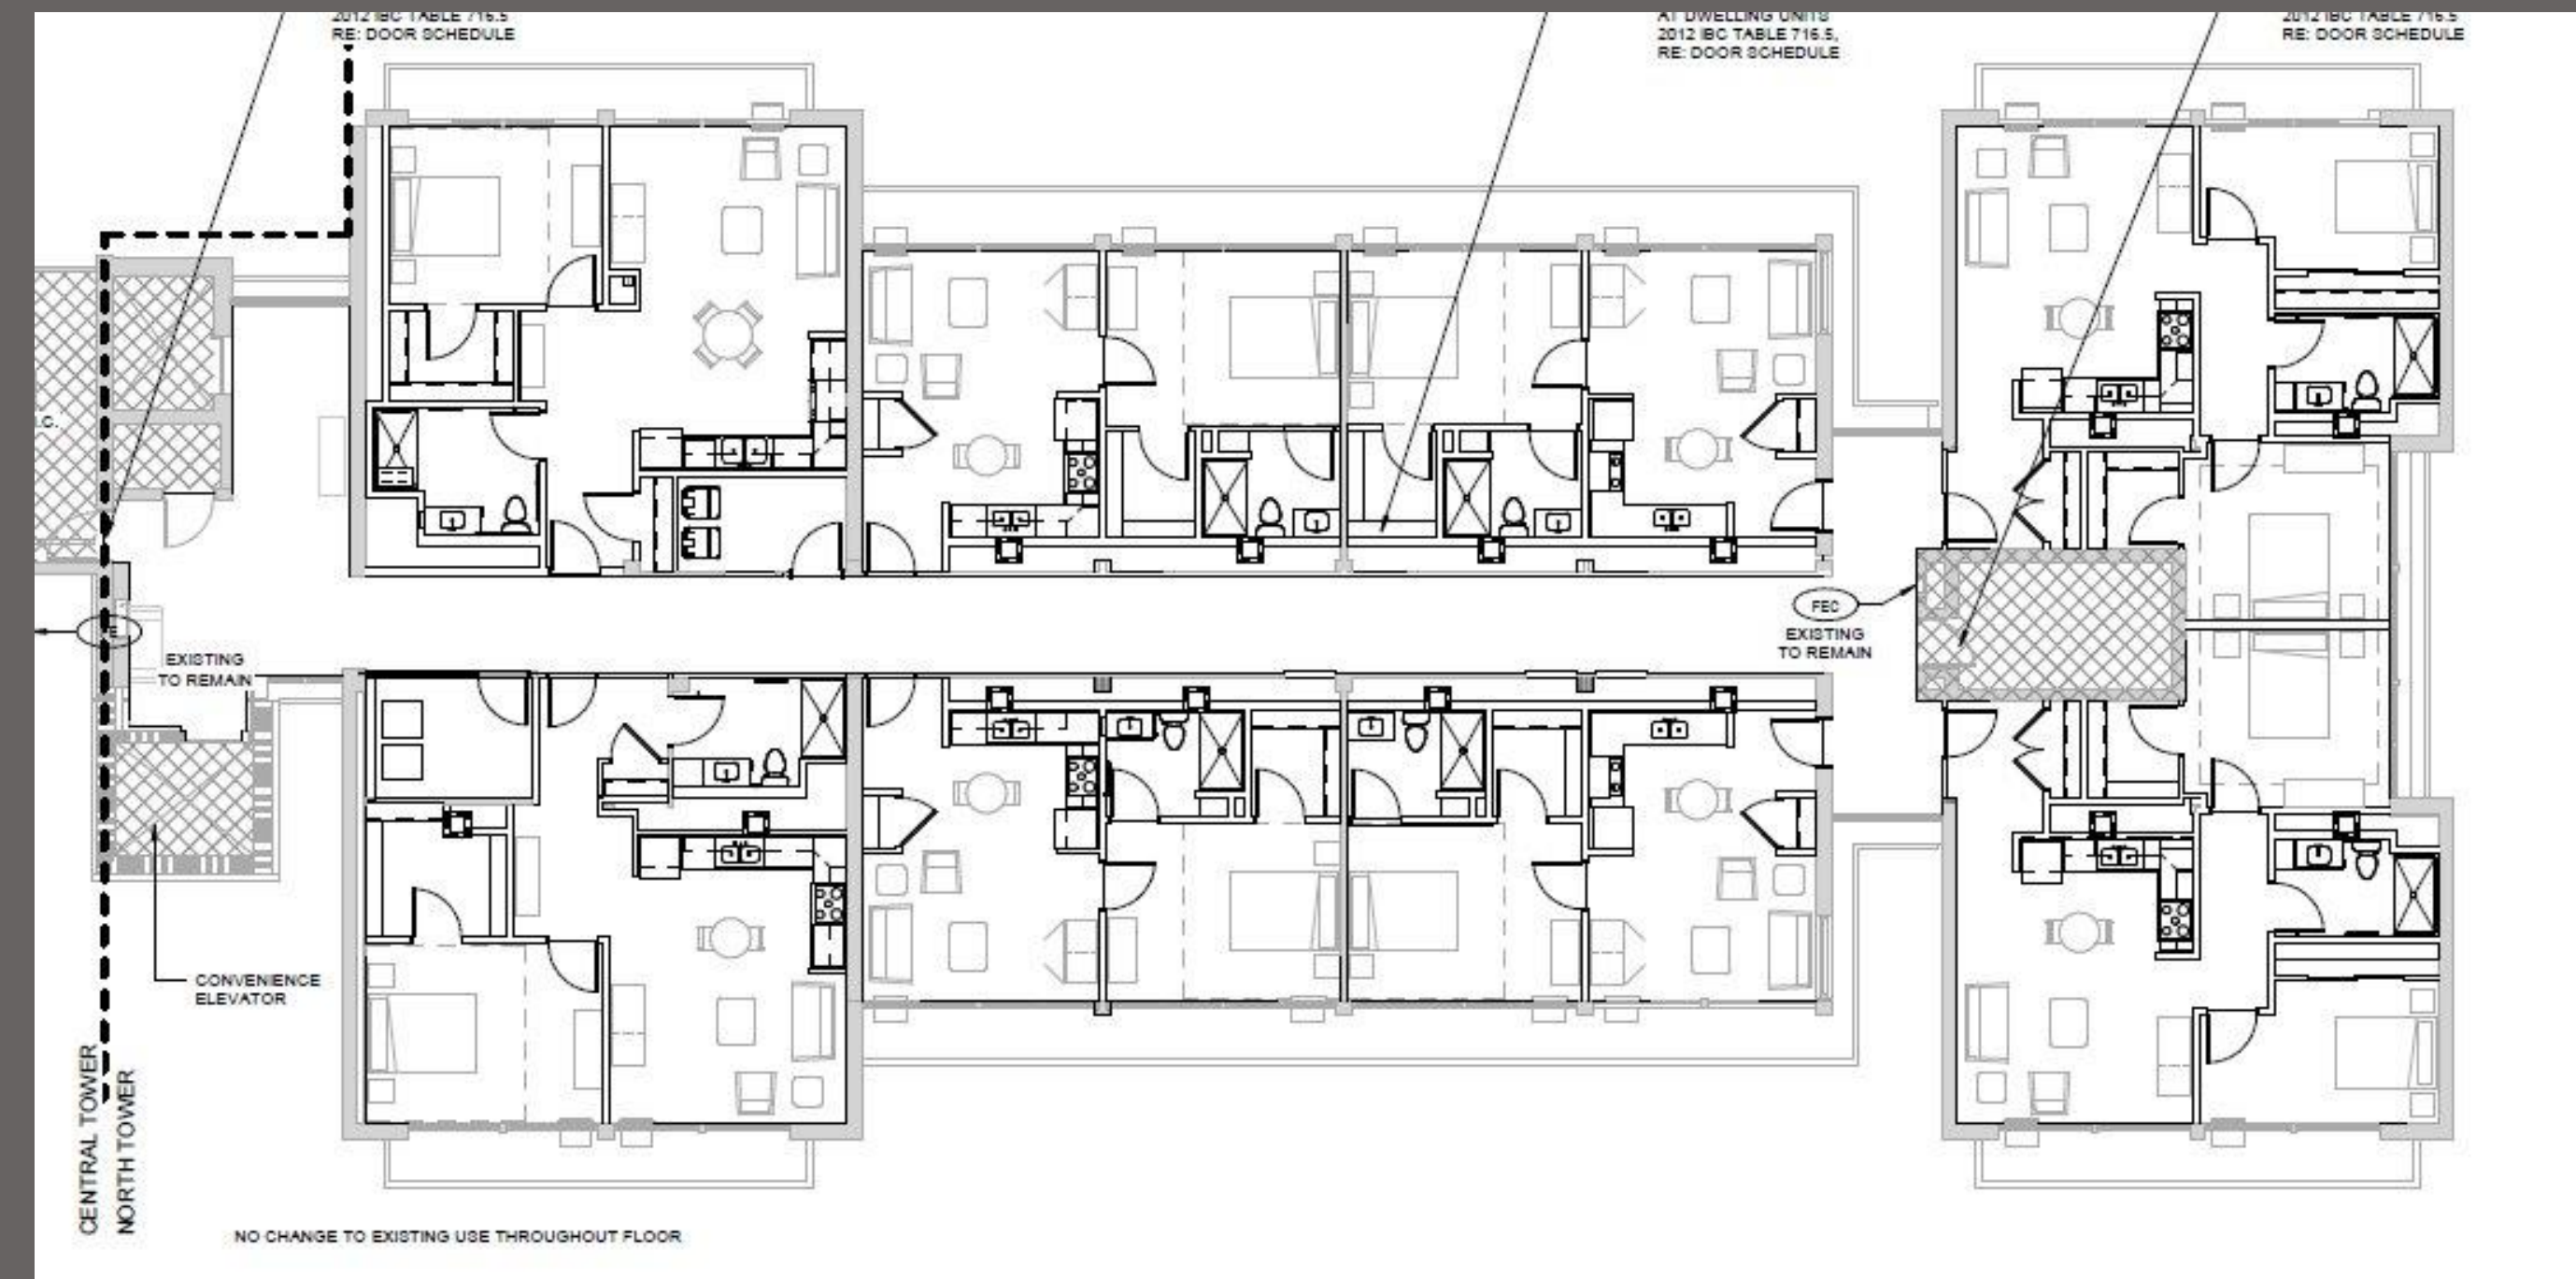 2012 IBC TABLE 716.5
RE: DOOR SCHEDULE
AT DWELLING UNITS
2012 IBC TABLE 716.5,
RE: DOOR SCHEDULE
2012 IBC TABLE 716.5
RE: DOOR SCHEDULE
.C.
FEC
EXISTING
TO REMAIN
EXISTING
TO REMAIN
CONVENIENCE
ELEVATOR
CENTRAL TOWER
NORTH TOWER
NO CHANGE TO EXISTING USE THROUGHOUT FLOOR